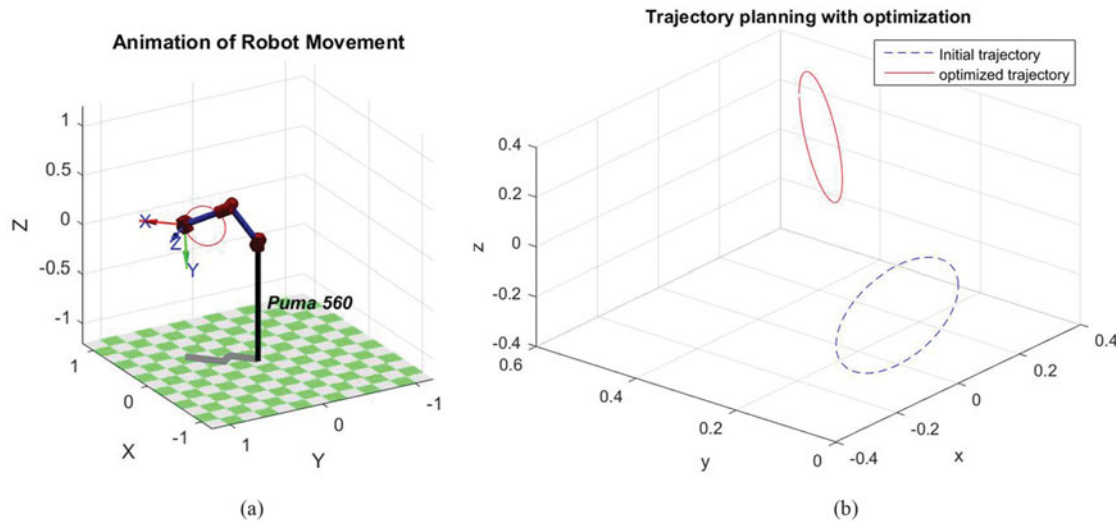 Animation of Robot Movement
1
0.5
0
-0.5
-1
Z
X
Z
Y
Puma 560
1
0
-1
X
1
0
-1
Y
(a)
Trajectory planning with optimization
Initial trajectory
optimized trajectory
0.4
0.2
0
-0.2
-0.4
z
0.6
0.4
0.2
0
y
-0.4
-0.2
0
0.2
0.4
x
(b)